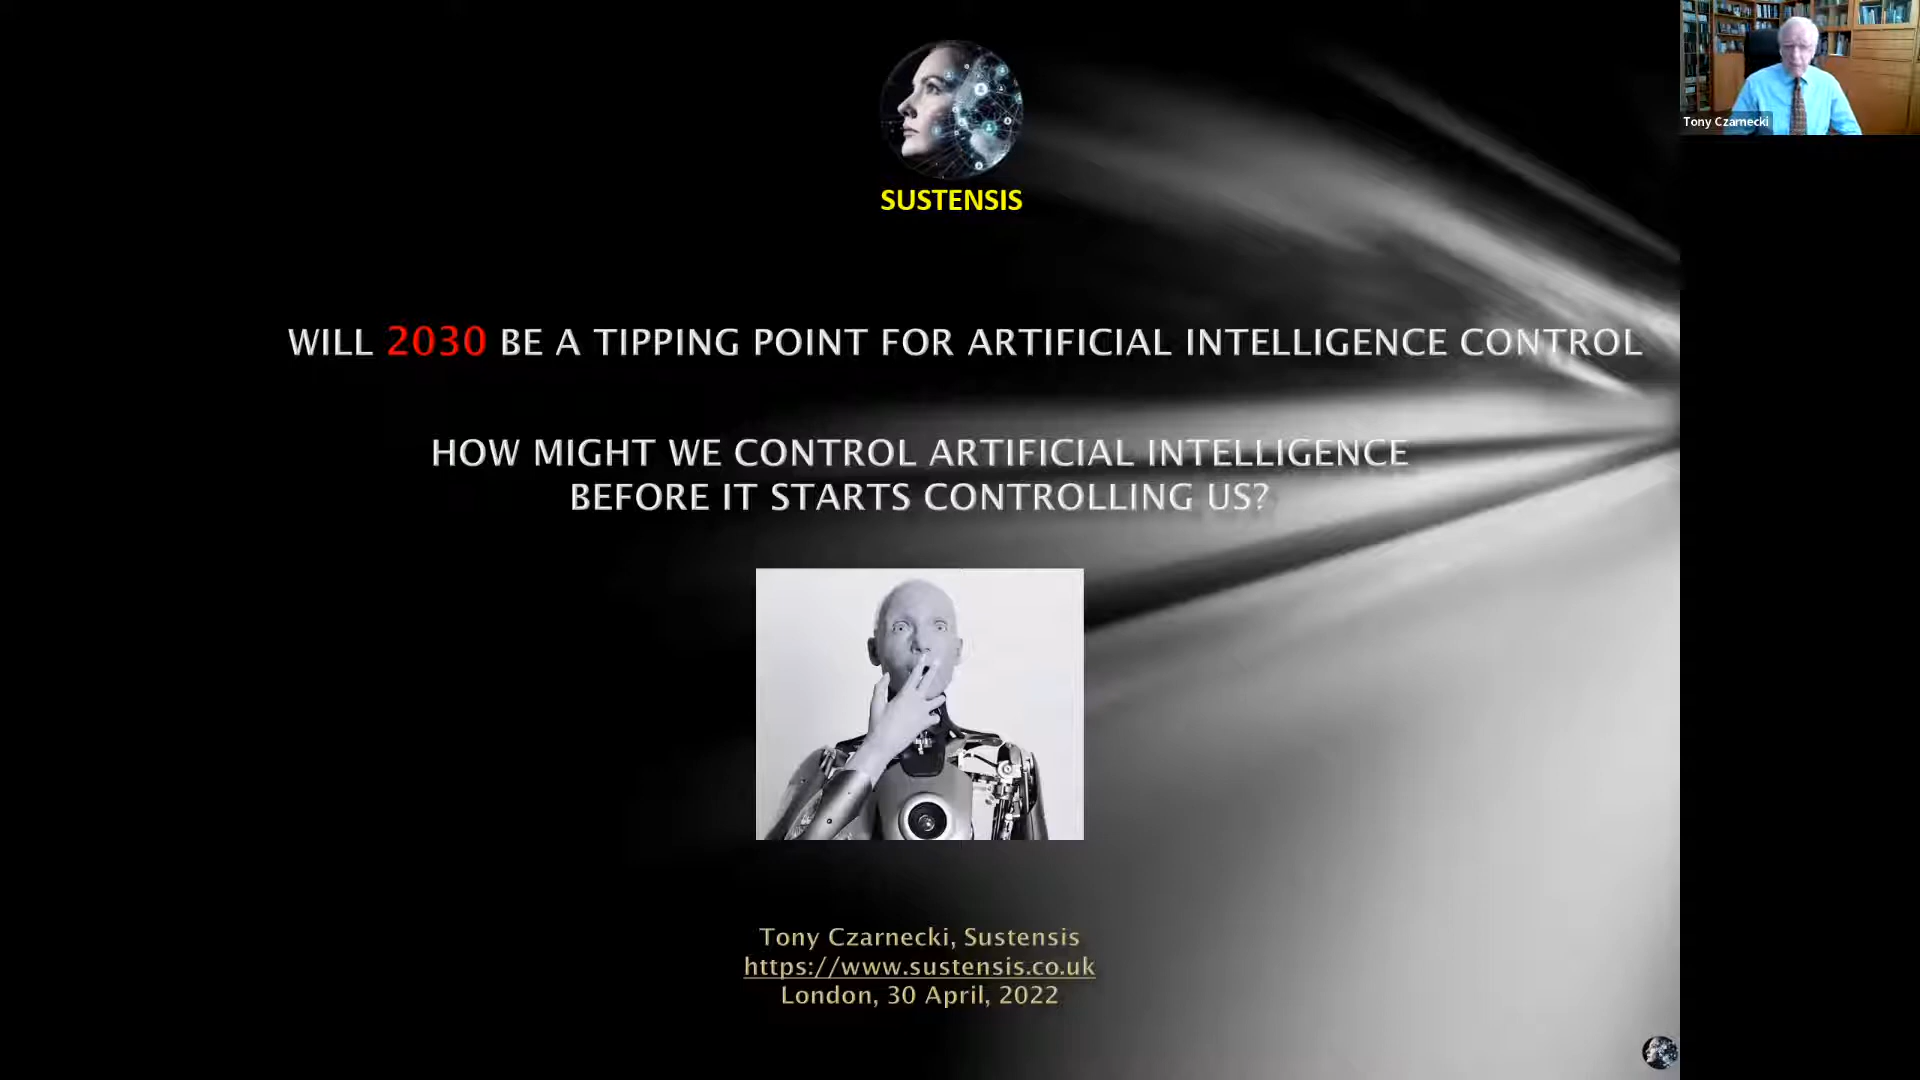 SUSTENSIS
Tony Czarnecki
WILL 2030 BE A TIPPING POINT FOR ARTIFICIAL INTELLIGENCE CONTROL
HOW MIGHT WE CONTROL ARTIFICIAL INTELLIGENCE
BEFORE IT STARTS CONTROLLING US?
Tony Czarnecki, Sustensis
https://www.sustensis.co.uk
London, 30 April, 2022